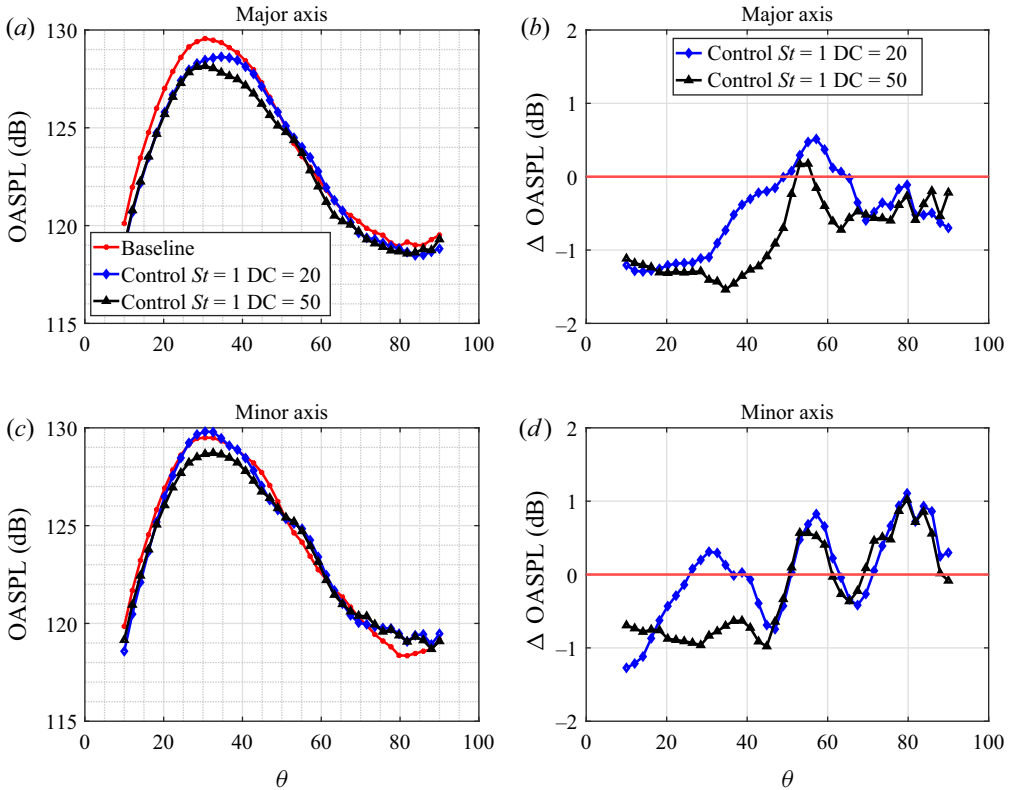 (a)
Major axis
130
125
120
115
OASPL (dB)
Baseline
Control St = 1 DC = 20
Control St = 1 DC = 50
0
20
40
60
80
100
(b)
Major axis
2
1
0
–1
–2
Δ OASPL (dB)
Control St = 1 DC = 20
Control St = 1 DC = 50
0
20
40
60
80
100
(c)
Minor axis
130
125
120
115
OASPL (dB)
0
20
40
60
80
100
θ
(d)
Minor axis
2
1
0
–1
–2
Δ OASPL (dB)
0
20
40
60
80
100
θ